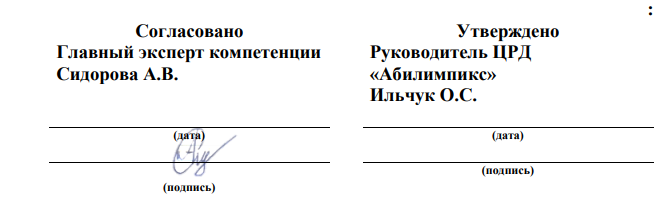 :
Согласовано
Главный эксперт компетенции
Сидорова А.В.
(дата)
(подпись)
Утверждено
Руководитель ЦРД
«Абилимпикс»
Ильчук О.С.
(дата)
(подпись)